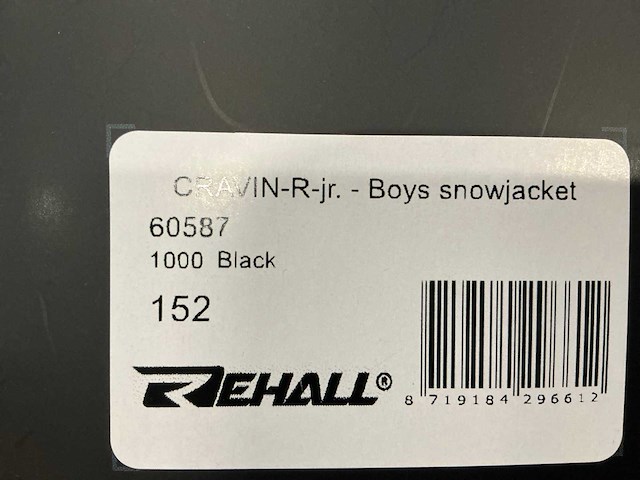 CRAVIN-R-jr. - Boys snowjacket
60587
1000 Black
152
REHALL®
8 719184 296612